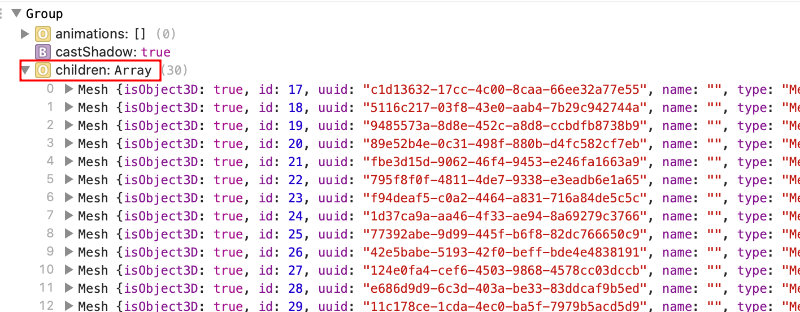 Group
O animations: [] (0)
B castShadow: true
O children: Array (30)
0 Mesh {isObject3D: true, id: 17, uuid: "c1d13632-17cc-4c00-8caa-66ee32a77e55", name: "", type: "Me
1 Mesh {isObject3D: true, id: 18, uuid: "5116c217-03f8-43e0-aab4-7b29c942744a", name: "", type: "Me
2 Mesh {isObject3D: true, id: 19, uuid: "9485573a-8d8e-452c-a8d8-ccbdfb8738b9", name: "", type: "Me
3 Mesh {isObject3D: true, id: 20, uuid: "89e52b4e-0c31-498f-880b-d4fc582cf7eb", name: "", type: "Me
4 Mesh {isObject3D: true, id: 21, uuid: "fbe3d15d-9062-46f4-9453-e246fa1663a9", name: "", type: "Me
5 Mesh {isObject3D: true, id: 22, uuid: "795f8f0f-4811-4de7-9338-e3eadb6e1a65", name: "", type: "Me
6 Mesh {isObject3D: true, id: 23, uuid: "f94deaf5-c0a2-4464-a831-716a84de5c5c", name: "", type: "Me
7 Mesh {isObject3D: true, id: 24, uuid: "1d37ca9a-aa46-4f33-ae94-8a69279c3766", name: "", type: "Me
8 Mesh {isObject3D: true, id: 25, uuid: "77392abe-9d99-445f-b6f8-82dc766650c9", name: "", type: "Me
9 Mesh {isObject3D: true, id: 26, uuid: "42e5babe-5193-42f0-beff-bde4e4838191", name: "", type: "Me
10 Mesh {isObject3D: true, id: 27, uuid: "124e0fa4-cef6-4503-9868-4578cc03dccb", name: "", type: "Me
11 Mesh {isObject3D: true, id: 28, uuid: "e686d9d9-6c3d-403a-be33-83ddcaf9b5ed", name: "", type: "Me
12 Mesh {isObject3D: true, id: 29, uuid: "11c178ce-1cda-4ec0-ba5f-7979b5acd5d9", name: "", type: "Me